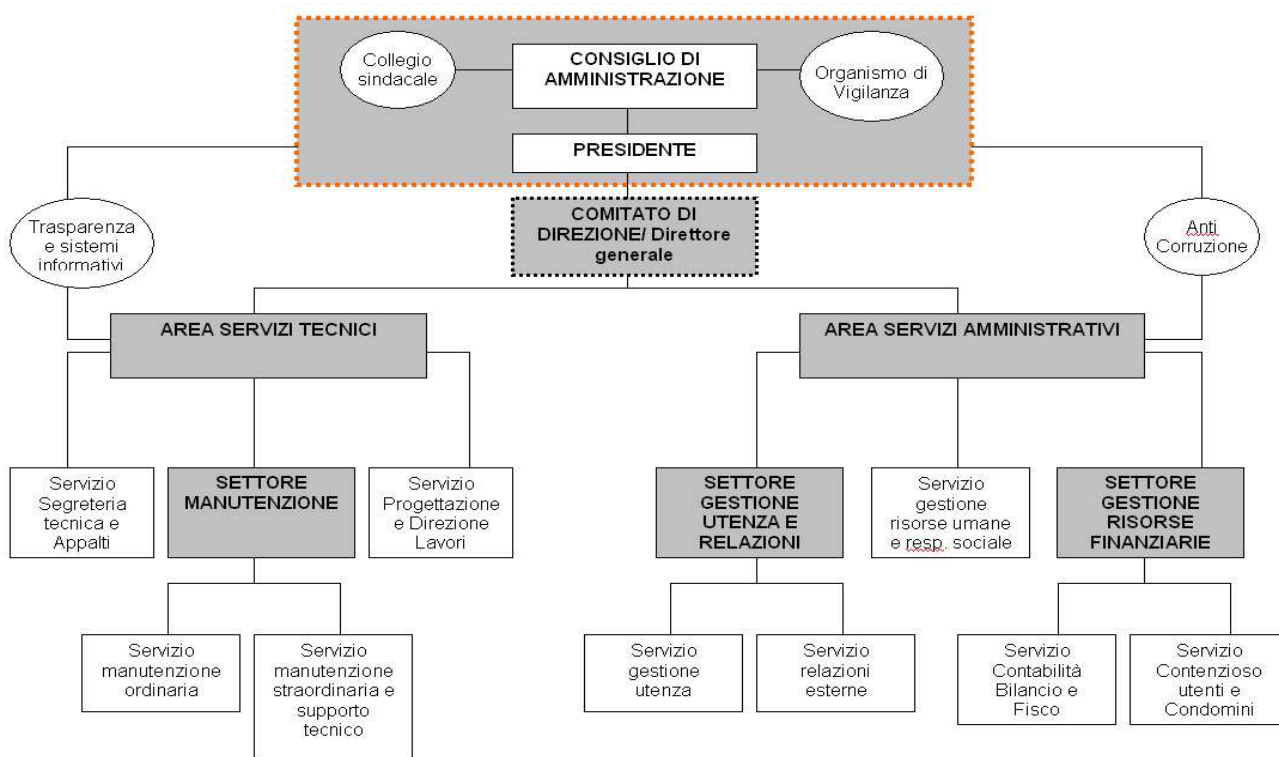 Collegio
sindacale
CONSIGLIO DI
AMMINISTRAZIONE
Organismo di
Vigilanza
PRESIDENTE
Trasparenza
e sistemi
informativi
COMITATO DI
DIREZIONE/ Direttore
generale
Anti
Corruzione
AREA SERVIZI TECNICI
AREA SERVIZI AMMINISTRATIVI
Servizio
Segreteria
tecnica e
Appalti
SETTORE
MANUTENZIONE
Servizio
Progettazione
e Direzione
Lavori
SETTORE
GESTIONE
UTENZA E
RELAZIONI
Servizio
gestione
risorse umane
e resp. sociale
SETTORE
GESTIONE
RISORSE
FINANZIARIE
Servizio
manutenzione
ordinaria
Servizio
manutenzione
straordinaria e
supporto
tecnico
Servizio
gestione
utenza
Servizio
relazioni
esterne
Servizio
Contabilità
Bilancio e
Fisco
Servizio
Contenzioso
utenti e
Condomini